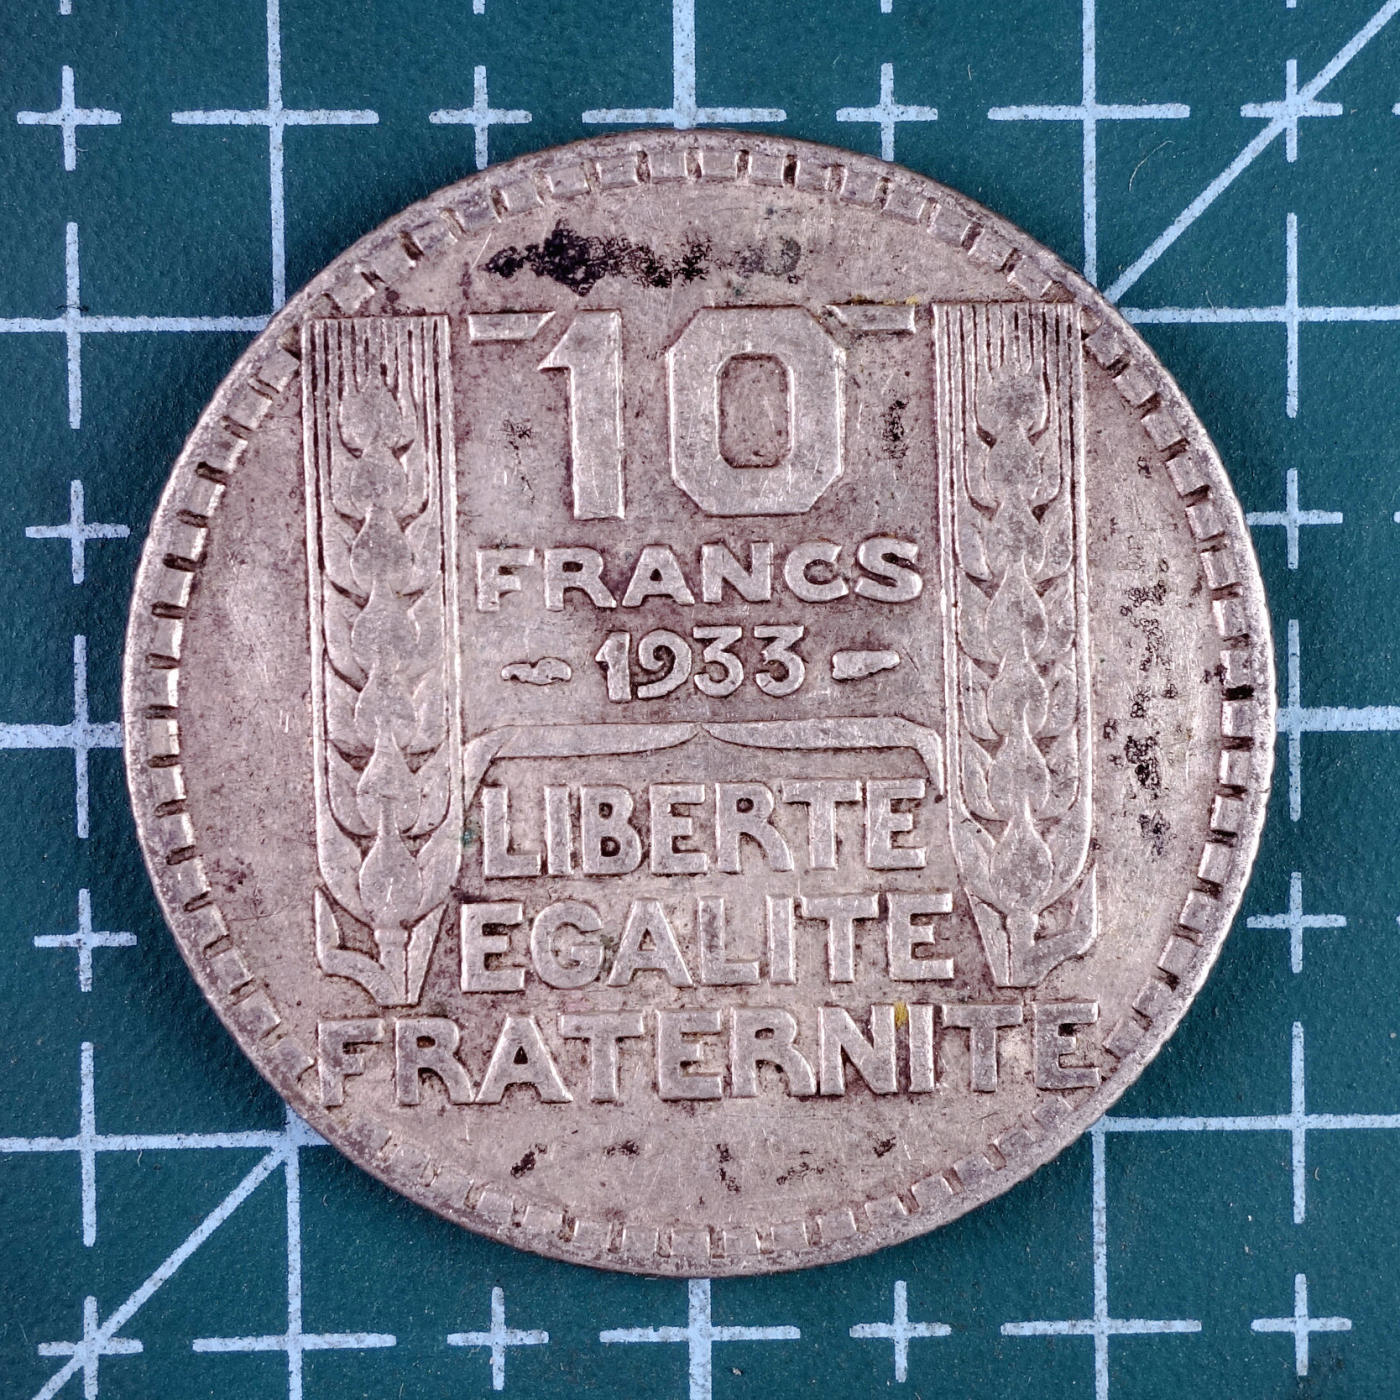 10
FRANCS
1933
LIBERTE
EGALITE
FRATERNITE